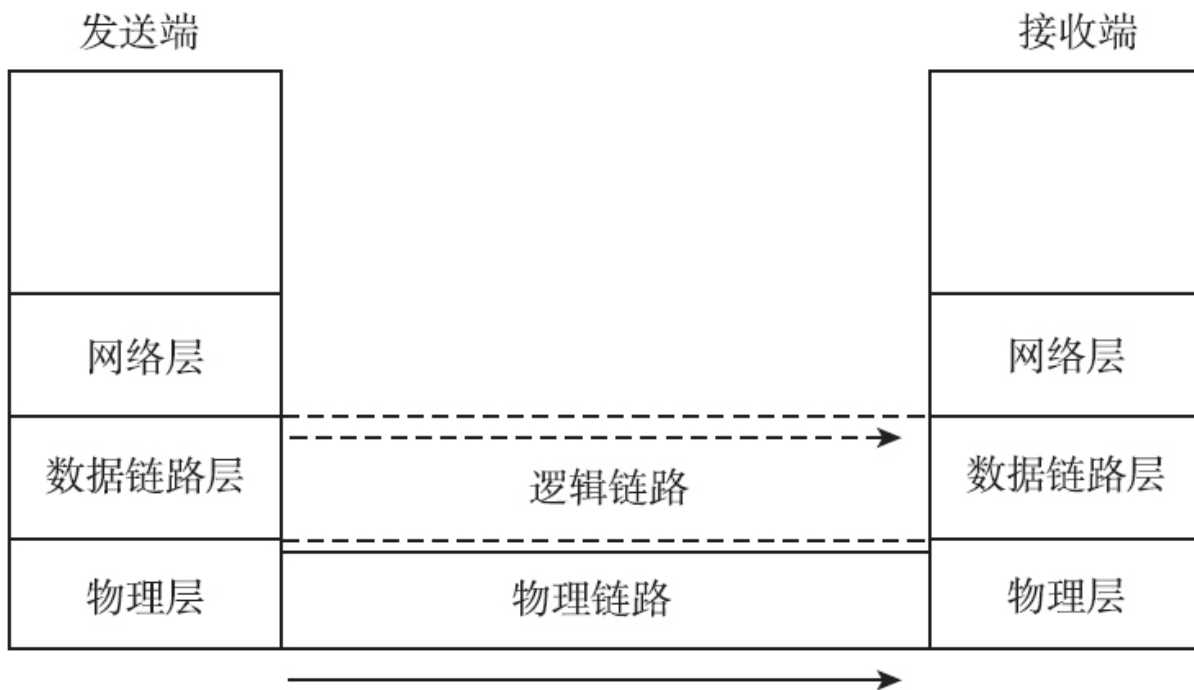 发送端
接收端
网络层
网络层
数据链路层
逻辑链路
数据链路层
物理层
物理链路
物理层